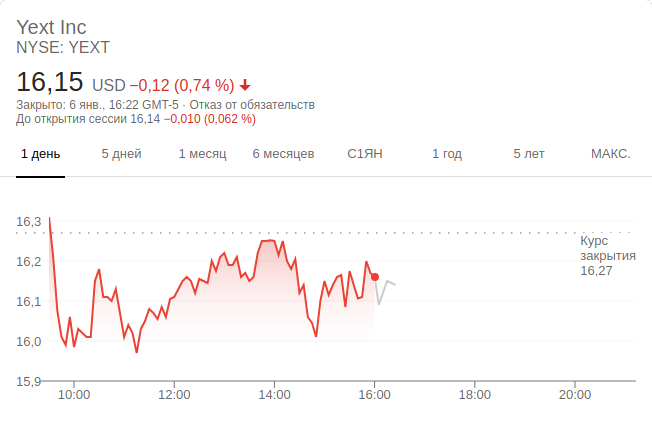 Yext Inc
NYSE: YEXT
16,15 USD −0,12 (0,74 %)
Закрыто: 6 янв., 16:22 GMT-5 · Отказ от обязательств
До открытия сессии 16,14 −0,010 (0,062 %)
1 день 5 дней 1 месяц 6 месяцев С1ЯН 1 год 5 лет МАКС.
16,3
Курс
закрытия
16,27
16,2
16,1
16,0
15,9
10:00 12:00 14:00 16:00 18:00 20:00